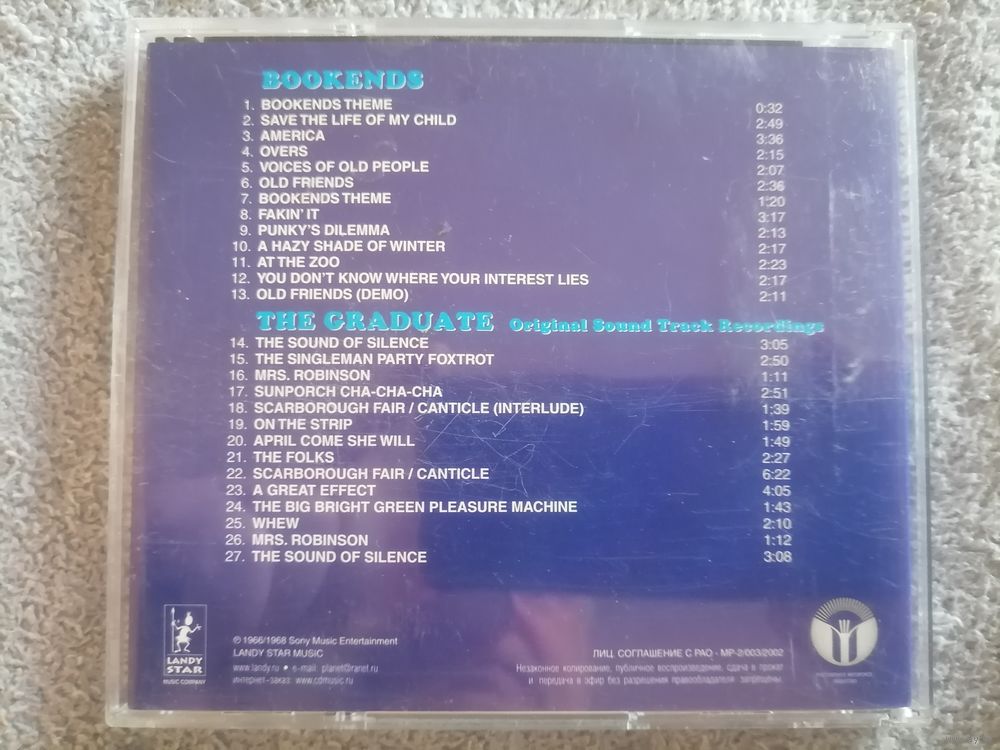 BOOKENDS
1. BOOKENDS THEME 0:32
2. SAVE THE LIFE OF MY CHILD 2:49
3. AMERICA 3:36
4. OVERS 2:15
5. VOICES OF OLD PEOPLE 2:07
6. OLD FRIENDS 2:36
7. BOOKENDS THEME 1:20
8. FAKIN' IT 3:17
9. PUNKY'S DILEMMA 2:13
10. A HAZY SHADE OF WINTER 2:17
11. AT THE ZOO 2:23
12. YOU DON'T KNOW WHERE YOUR INTEREST LIES 2:17
13. OLD FRIENDS (DEMO) 2:11
THE GRADUATE Original Sound Track Recordings
14. THE SOUND OF SILENCE 3:05
15. THE SINGLEMAN PARTY FOXTROT 2:50
16. MRS. ROBINSON 1:11
17. SUNPORCH CHA-CHA-CHA 2:51
18. SCARBOROUGH FAIR / CANTICLE (INTERLUDE) 1:39
19. ON THE STRIP 1:59
20. APRIL COME SHE WILL 1:49
21. THE FOLKS 2:27
22. SCARBOROUGH FAIR / CANTICLE 6:22
23. A GREAT EFFECT 4:05
24. THE BIG BRIGHT GREEN PLEASURE MACHINE 1:43
25. WHEW 2:10
26. MRS. ROBINSON 1:12
27. THE SOUND OF SILENCE 3:08
LANDY
STAR
MUSIC COMPANY
℗ 1966/1968 Sony Music Entertainment
LANDY STAR MUSIC
www.landy.ru • e-mail: planet@ranet.ru
интернет-заказ: www.cdmusic.ru
ЛИЦ. СОГЛАШЕНИЕ С РАО - МР-2/003/2002
Незаконное копирование, публичное воспроизведение, сдача в прокат
и передача в эфир без разрешения правообладателя запрещены